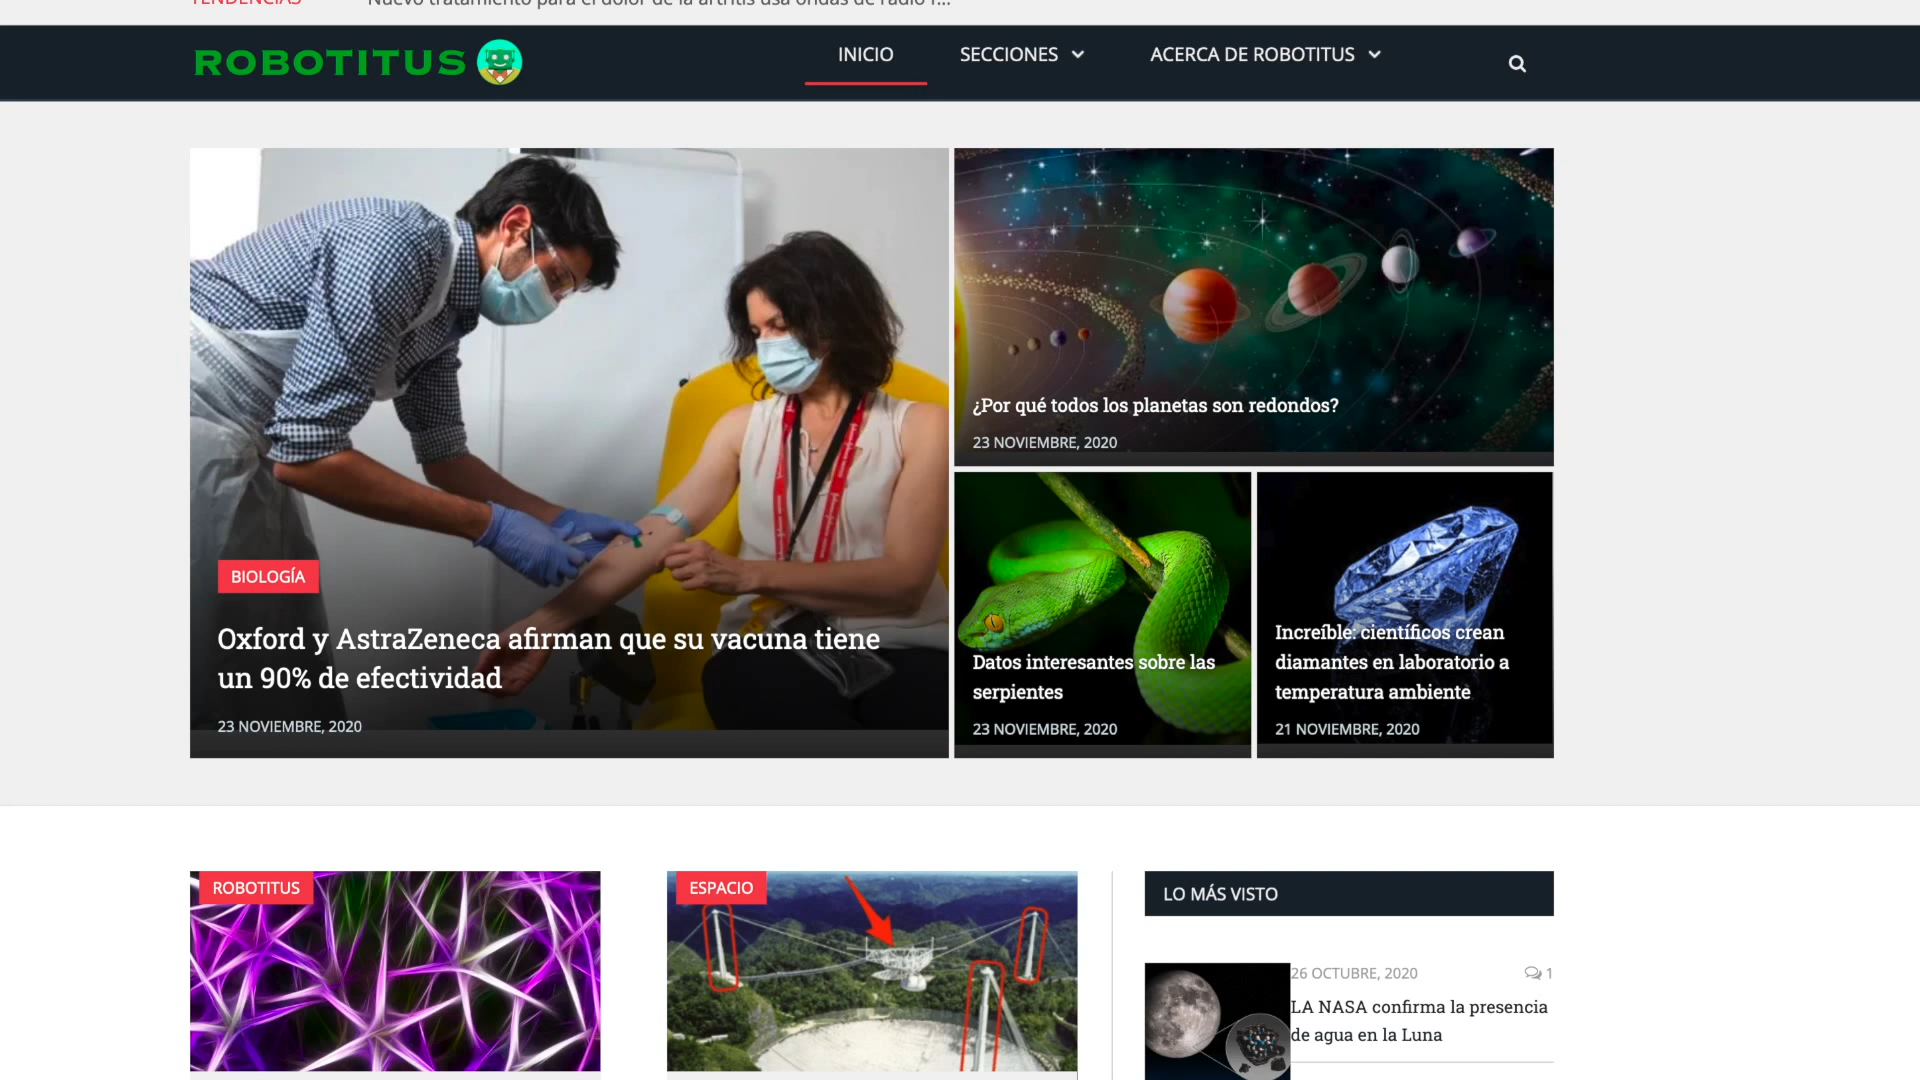 TENDENCIAS
Nuevo tratamiento para el dolor de la artritis usa ondas de radio f...
ROBOTITUS
INICIO
SECCIONES
ACERCA DE ROBOTITUS
BIOLOGÍA
Oxford y AstraZeneca afirman que su vacuna tiene
un 90% de efectividad
23 NOVIEMBRE, 2020
¿Por qué todos los planetas son redondos?
23 NOVIEMBRE, 2020
Datos interesantes sobre las
serpientes
23 NOVIEMBRE, 2020
Increíble: científicos crean
diamantes en laboratorio a
temperatura ambiente
21 NOVIEMBRE, 2020
ROBOTITUS
ESPACIO
LO MÁS VISTO
26 OCTUBRE, 2020
1
LA NASA confirma la presencia
de agua en la Luna